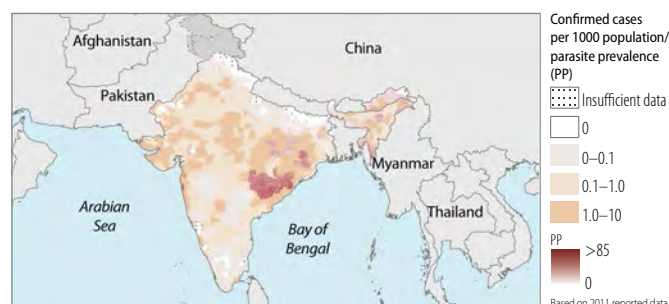 Afghanistan
China
Pakistan
Myanmar
Arabian
Sea
Bay of
Bengal
Thailand
Confirmed cases
per 1000 population/
parasite prevalence
(PP)
Insufficient data
0
0–0.1
0.1–1.0
1.0–10
PP
>85
0
Based on 2011 reported data